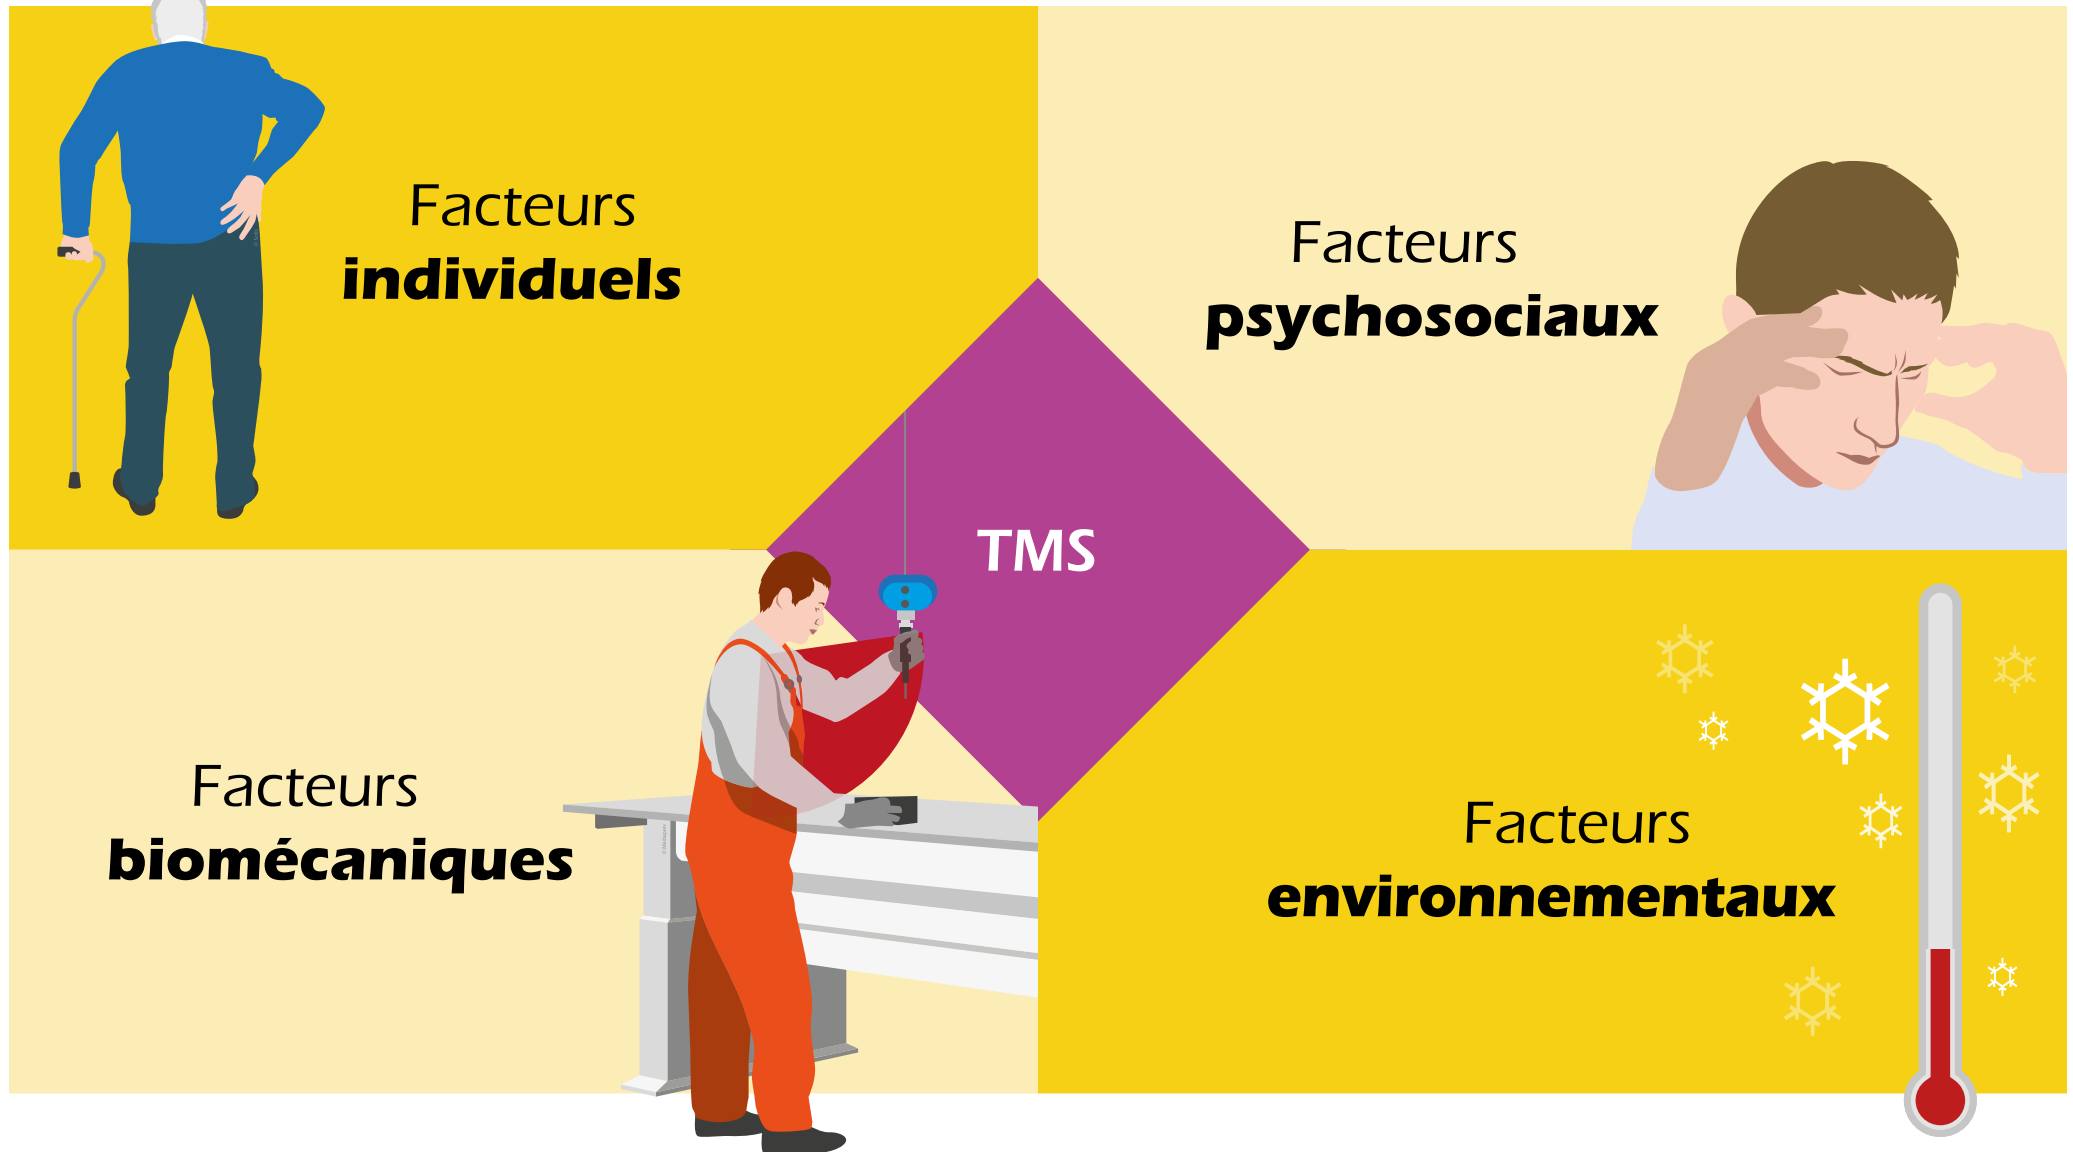 Facteurs
individuels
Facteurs
psychosociaux
TMS
Facteurs
biomécaniques
Facteurs
environnementaux